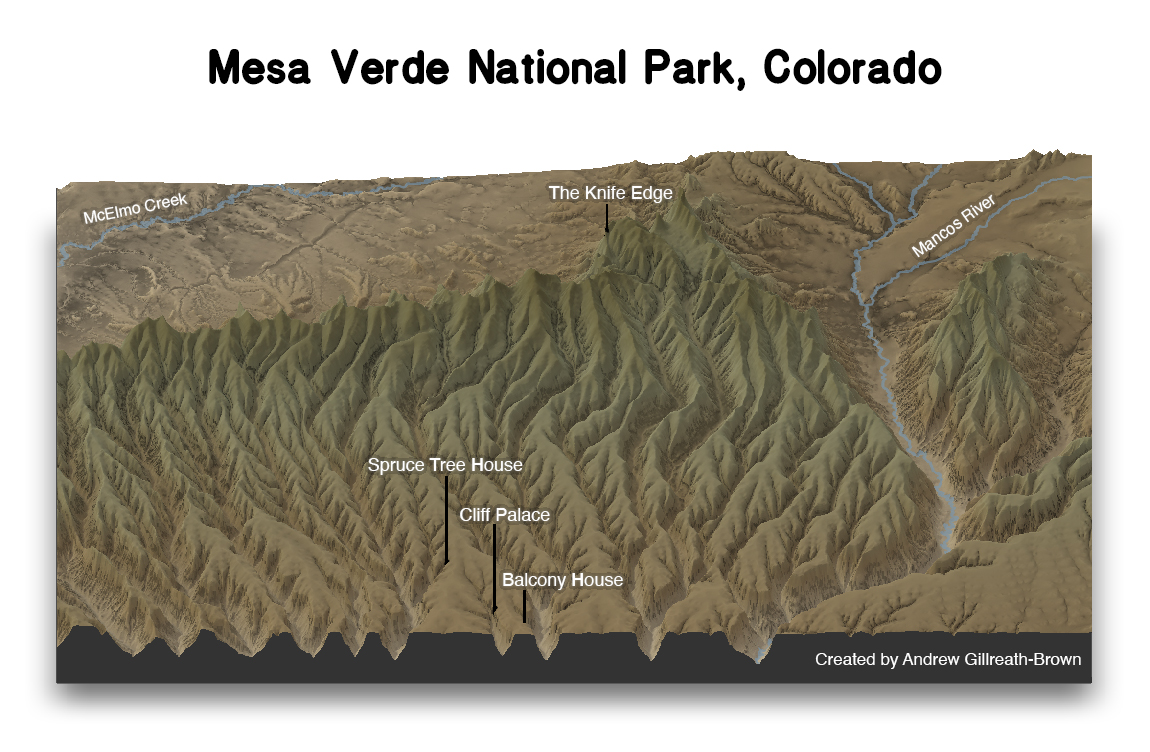 Mesa Verde National Park, Colorado
The Knife Edge
McElmo Creek
Mancos River
Spruce Tree House
Cliff Palace
Balcony House
Created by Andrew Gillreath-Brown